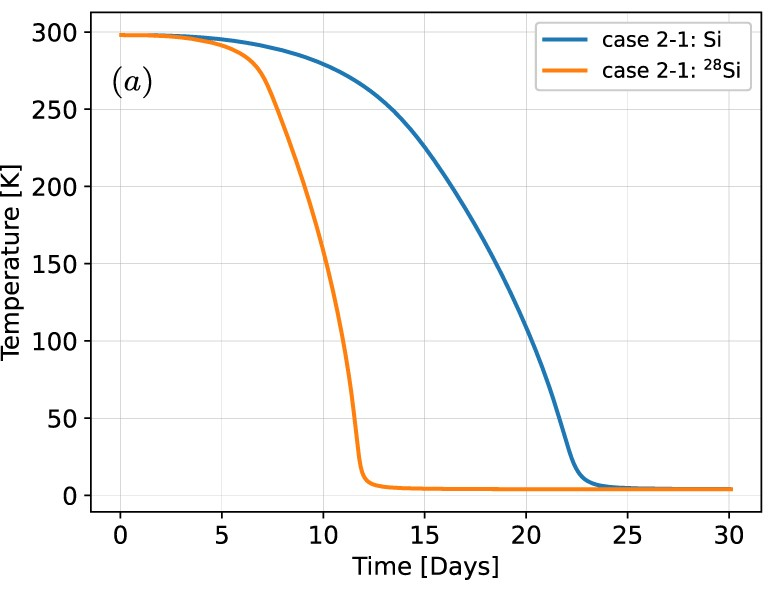 (a)
case 2-1: Si
case 2-1: ²⁸Si
Temperature [K]
300
250
200
150
100
50
0
0 5 10 15 20 25 30
Time [Days]